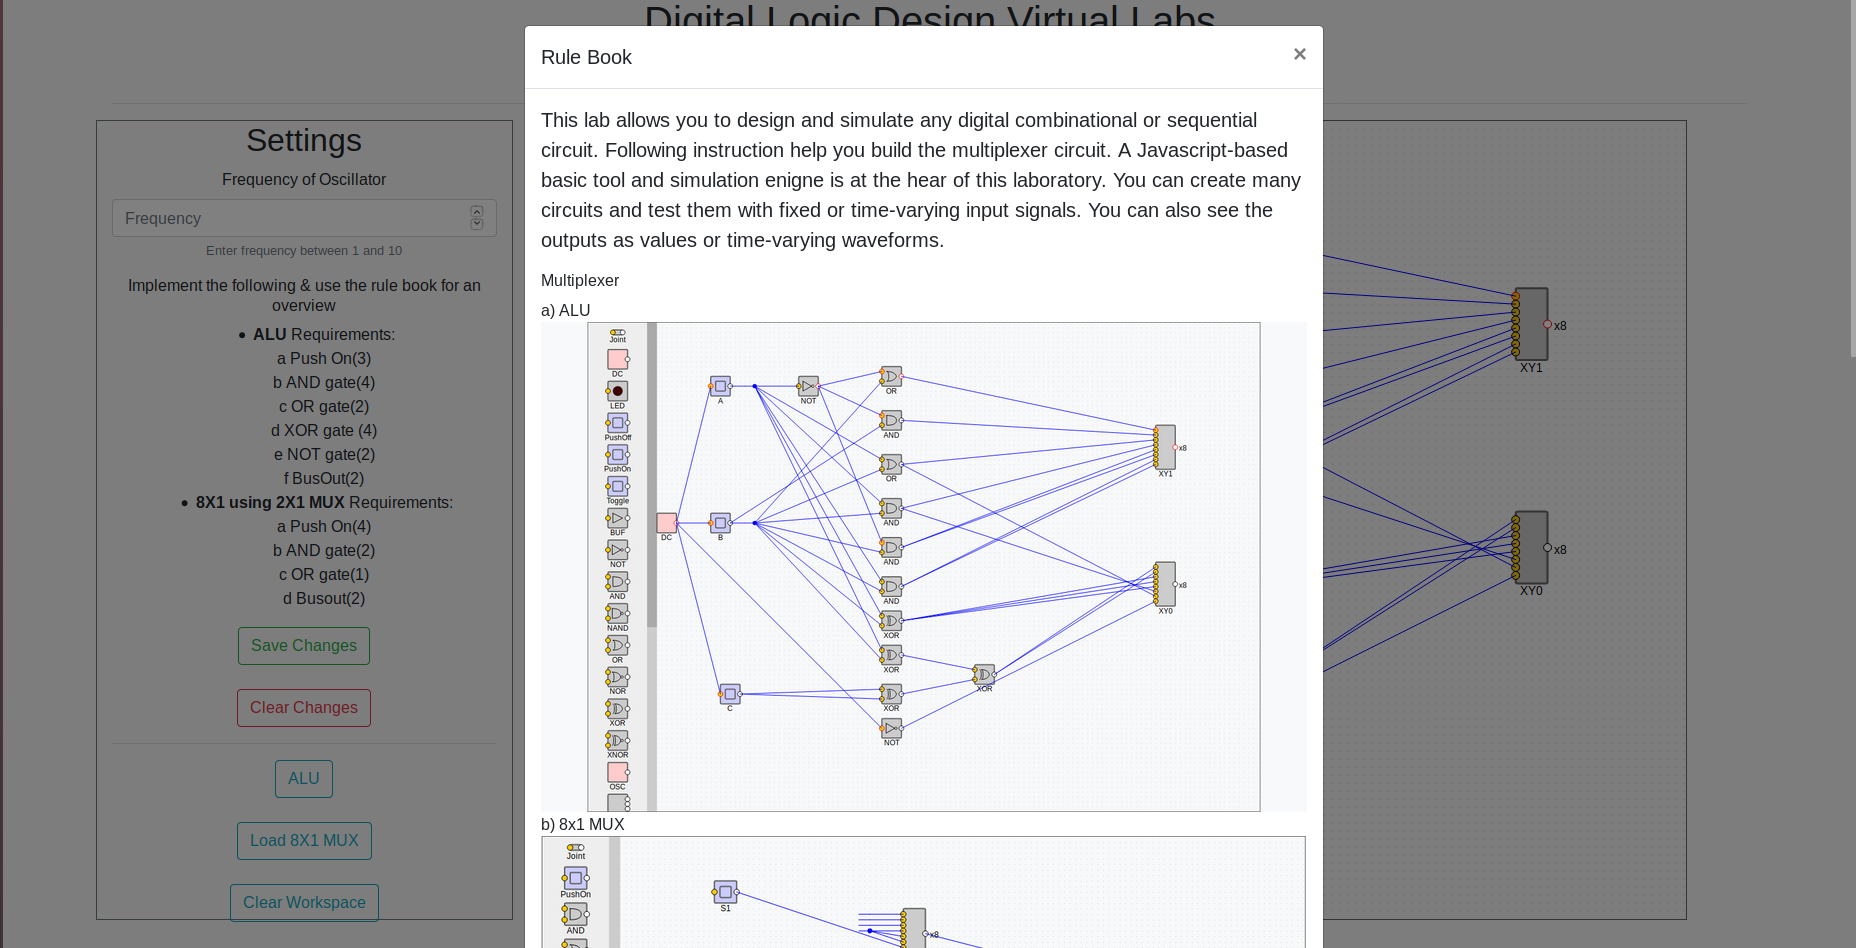 Digital Logic Design Virtual Labs
Settings
Frequency of Oscillator
Frequency
Enter frequency between 1 and 10
Implement the following & use the rule book for an
overview
• ALU Requirements:
a Push On(3)
b AND gate(4)
c OR gate(2)
d XOR gate (4)
e NOT gate(2)
f BusOut(2)
• 8X1 using 2X1 MUX Requirements:
a Push On(4)
b AND gate(2)
c OR gate(1)
d Busout(2)
Save Changes
Clear Changes
ALU
Load 8X1 MUX
Clear Workspace
Rule Book
×
This lab allows you to design and simulate any digital combinational or sequential
circuit. Following instruction help you build the multiplexer circuit. A Javascript-based
basic tool and simulation enigne is at the hear of this laboratory. You can create many
circuits and test them with fixed or time-varying input signals. You can also see the
outputs as values or time-varying waveforms.
Multiplexer
a) ALU
Joint
DC
LED
PushOff
PushOn
Toggle
BUF
NOT
AND
NAND
OR
NOR
XOR
XNOR
OSC
DC
A
B
C
NOT
OR
AND
OR
AND
AND
AND
XOR
XOR
XOR
NOT
XOR
x8
XY1
x8
XY0
b) 8x1 MUX
Joint
PushOn
AND
S1
x8
x8
XY1
x8
XY0